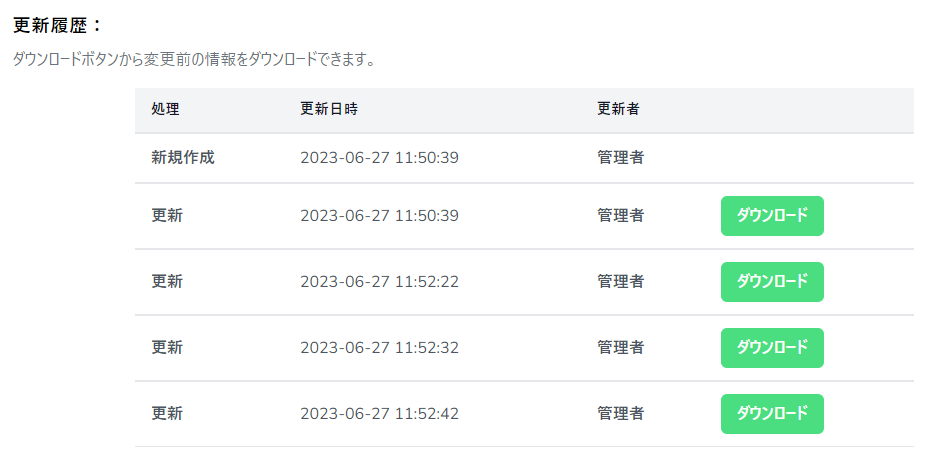 更新履歴：
ダウンロードボタンから変更前の情報をダウンロードできます。
処理 更新日時 更新者
新規作成 2023-06-27 11:50:39 管理者
更新 2023-06-27 11:50:39 管理者 ダウンロード
更新 2023-06-27 11:52:22 管理者 ダウンロード
更新 2023-06-27 11:52:32 管理者 ダウンロード
更新 2023-06-27 11:52:42 管理者 ダウンロード